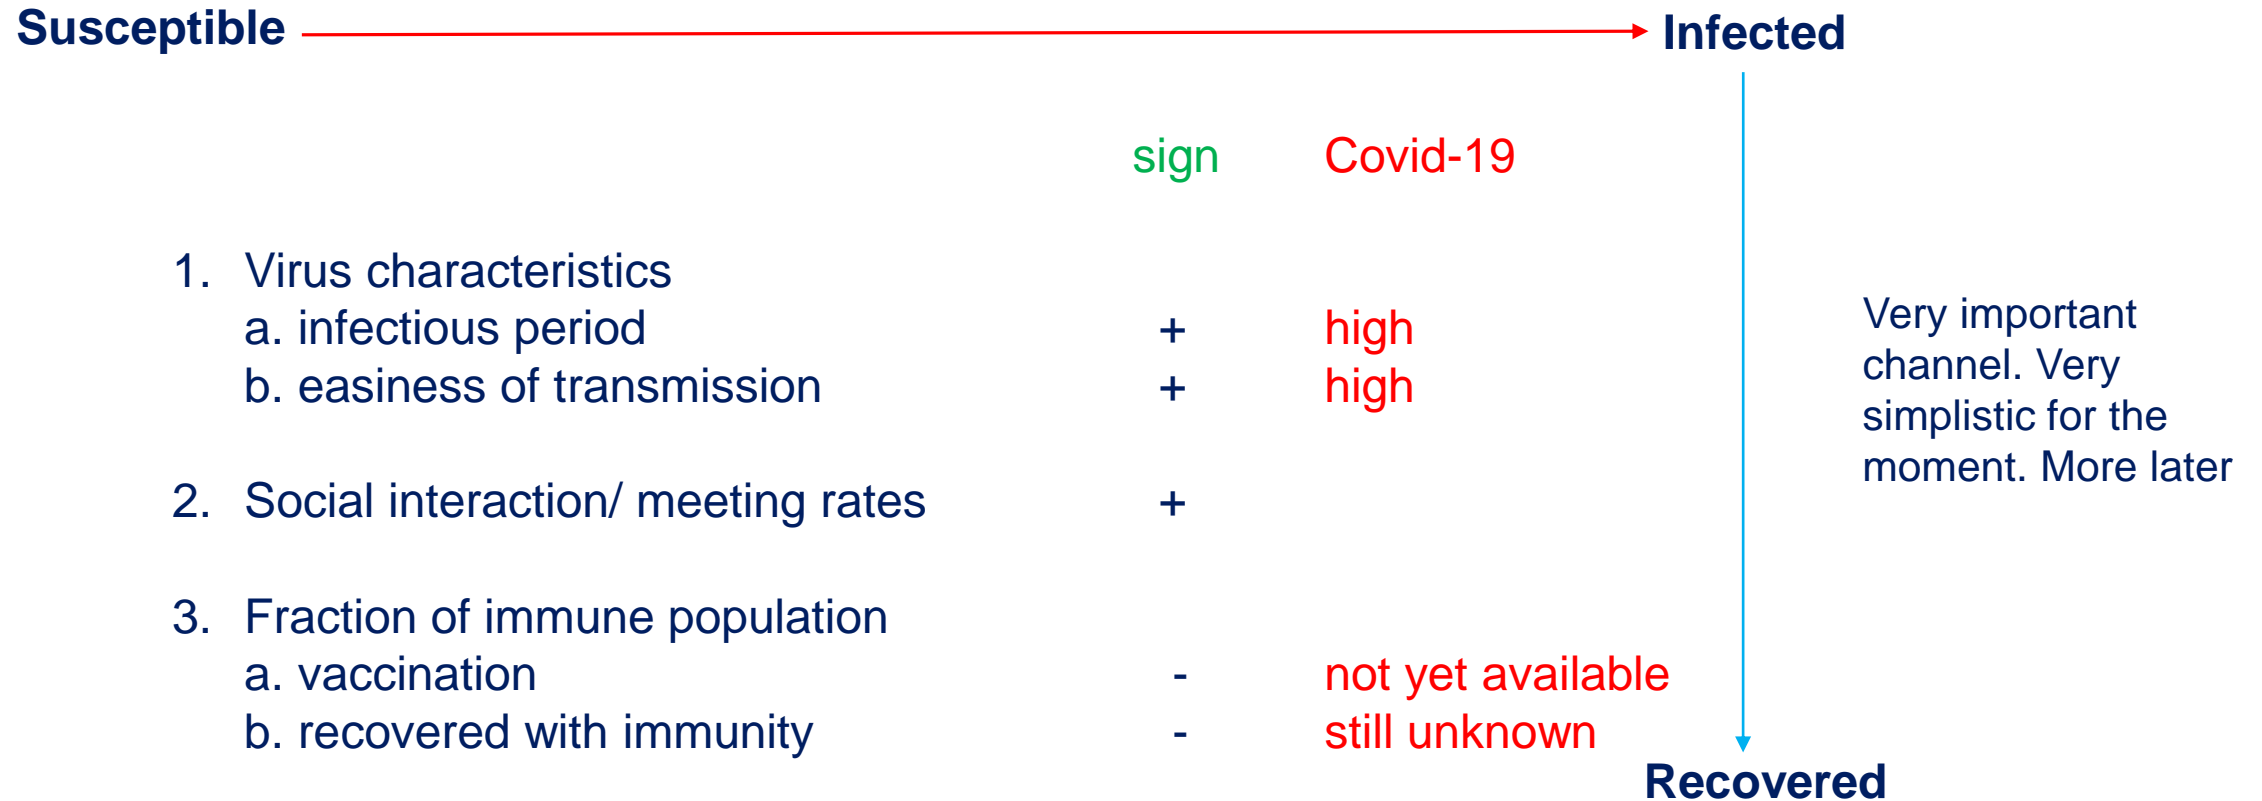 Susceptible
Infected
sign Covid-19
1. Virus characteristics
a. infectious period + high
b. easiness of transmission + high
2. Social interaction/ meeting rates +
3. Fraction of immune population
a. vaccination - not yet available
b. recovered with immunity - still unknown
Very important
channel. Very
simplistic for the
moment. More later
Recovered